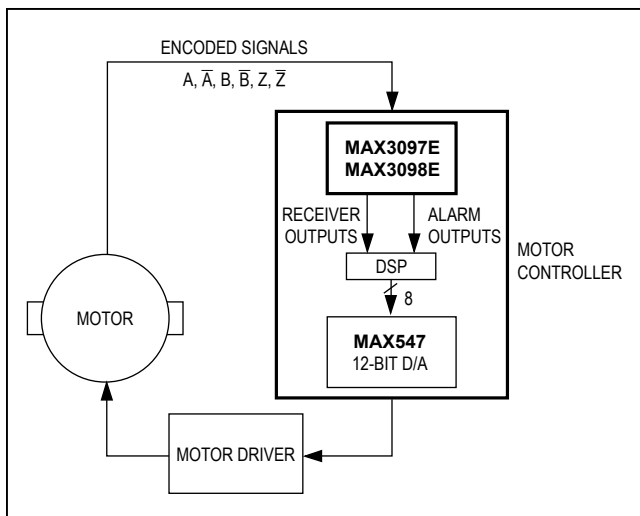 ENCODED SIGNALS
A, A̅, B, B̅, Z, Z̅
MAX3097E
MAX3098E
RECEIVER
OUTPUTS
ALARM
OUTPUTS
DSP
8
MAX547
12-BIT D/A
MOTOR
CONTROLLER
MOTOR
MOTOR DRIVER